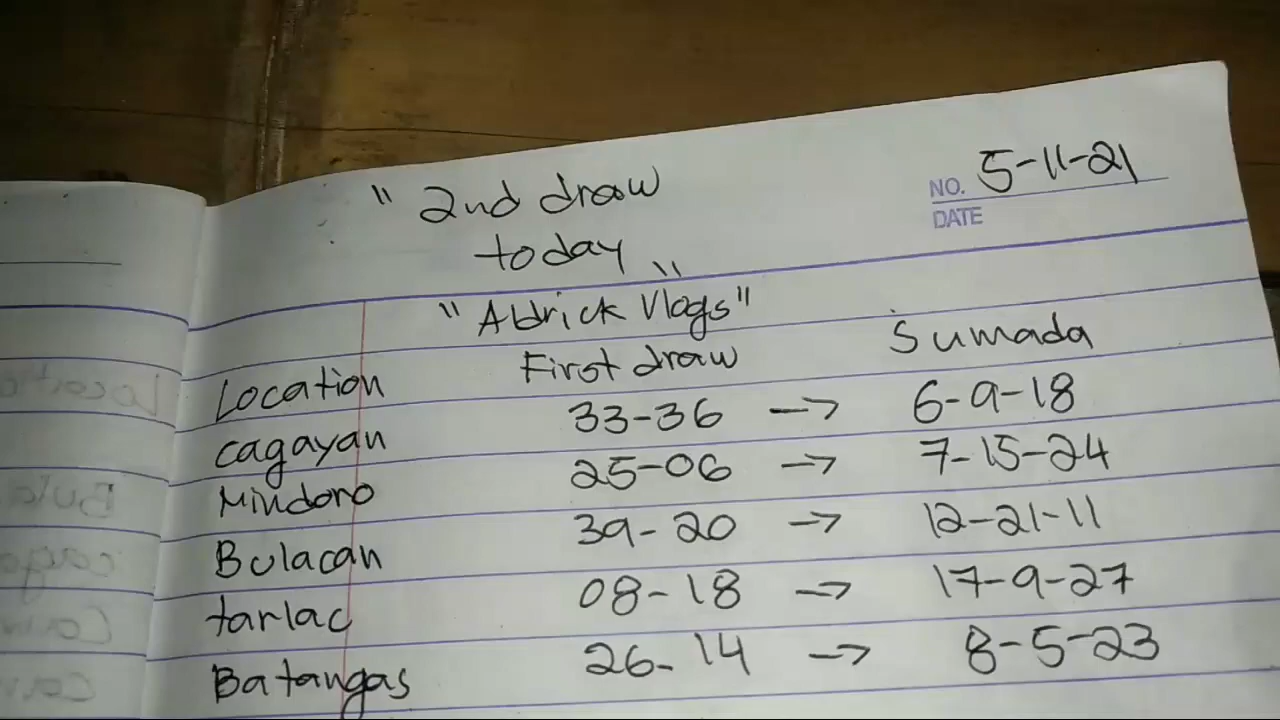 " 2nd draw
today "
NO. 5-11-21
DATE
"Aldrick Vlogs"
Location First draw Sumada
Cagayan 33-36 -> 6-9-18
Mindoro 25-06 -> 7-15-24
Bulacan 39-20 -> 12-21-11
tarlac 08-18 -> 17-9-27
Batangas 26-14 -> 8-5-23